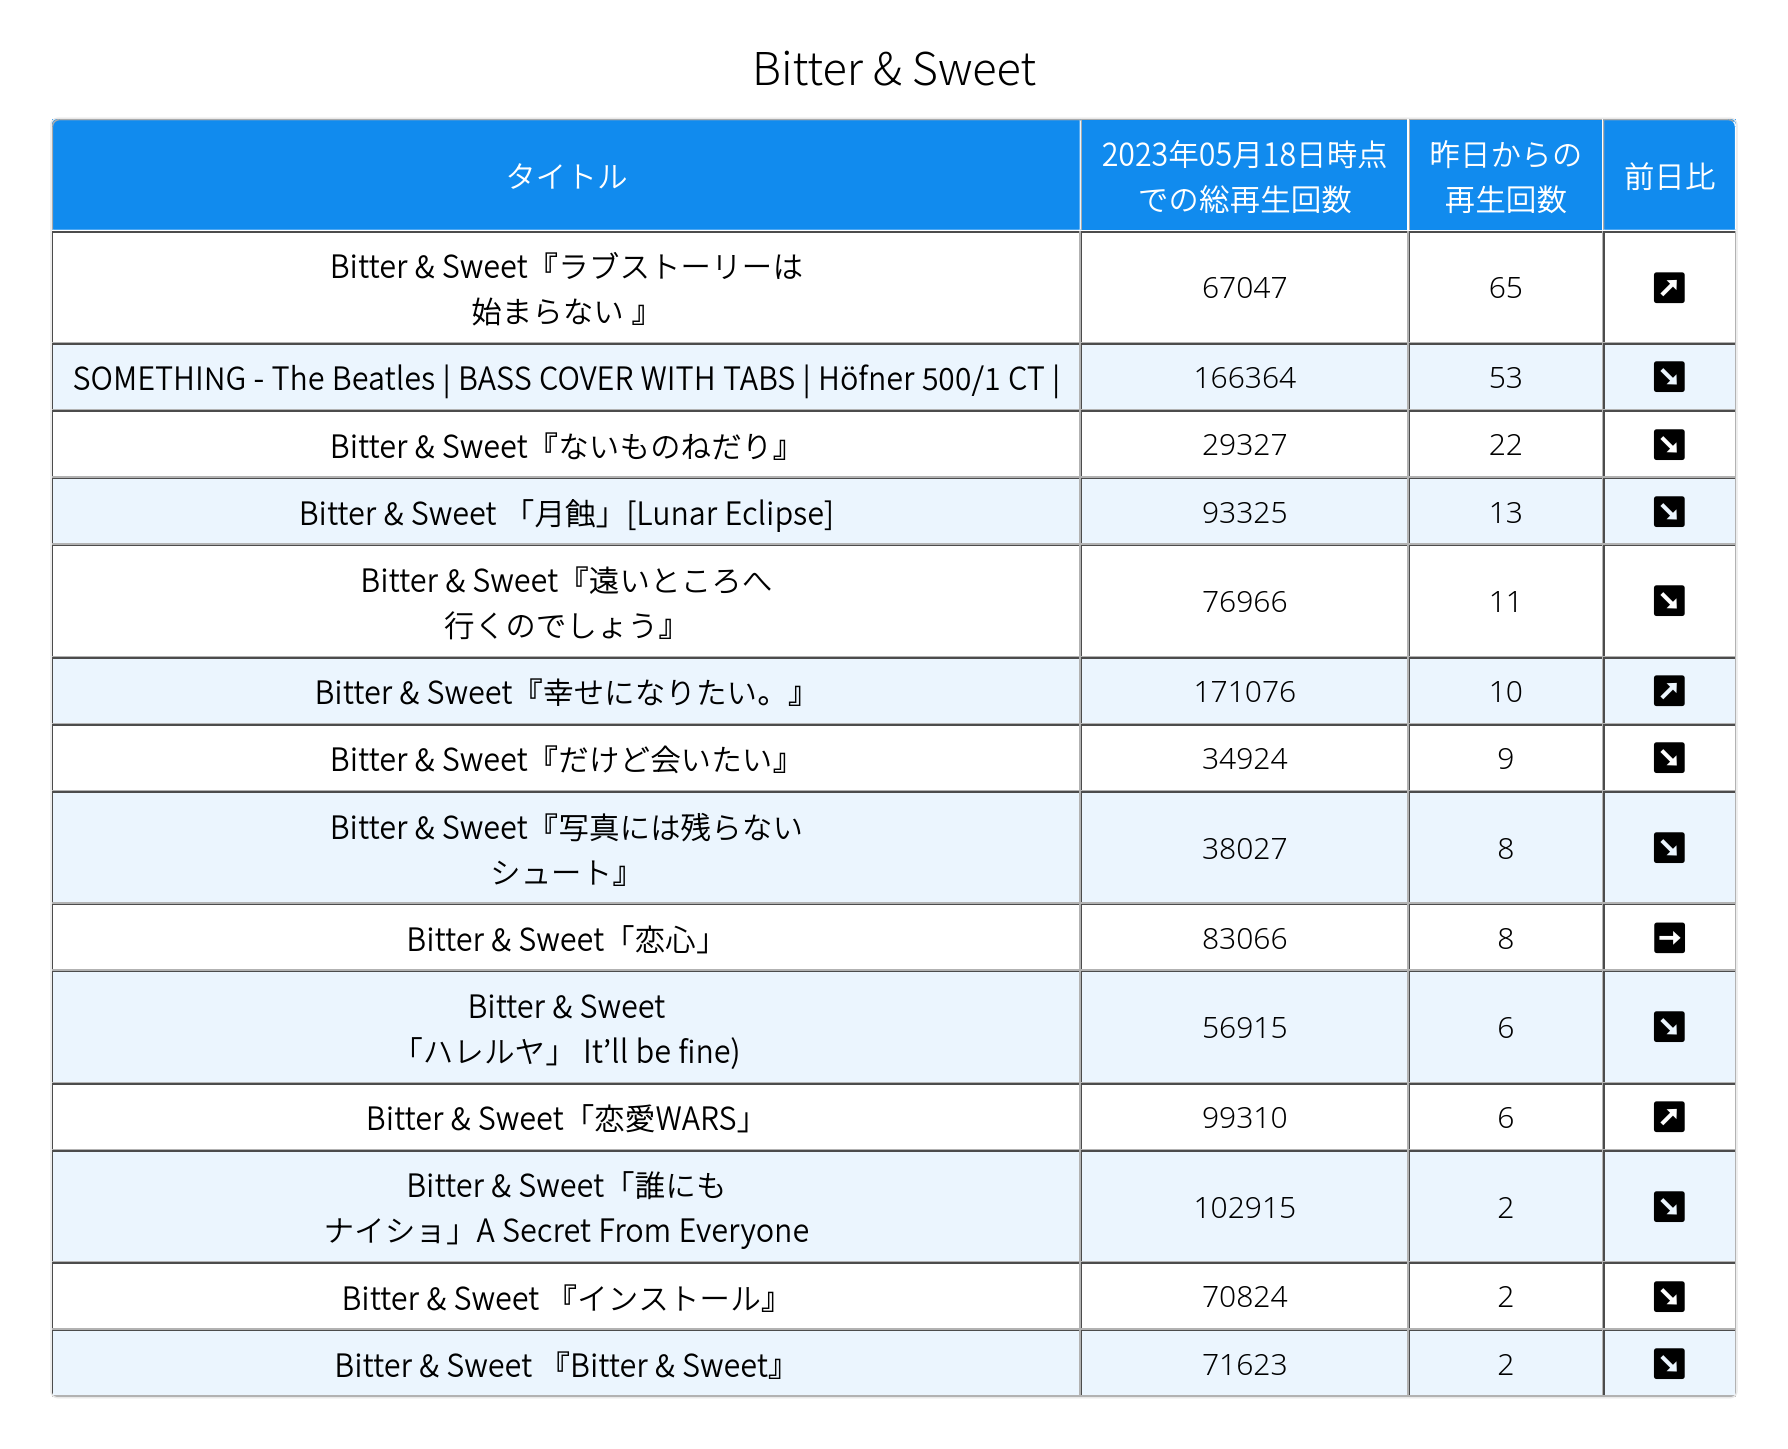 Bitter & Sweet
タイトル
2023年05月18日時点
での総再生回数
昨日からの
再生回数
前日比
Bitter & Sweet『ラブストーリーは
始まらない 』
67047
65
SOMETHING - The Beatles | BASS COVER WITH TABS | Höfner 500/1 CT |
166364
53
Bitter & Sweet『ないものねだり』
29327
22
Bitter & Sweet 「月蝕」[Lunar Eclipse]
93325
13
Bitter & Sweet『遠いところへ
行くのでしょう』
76966
11
Bitter & Sweet『幸せになりたい。』
171076
10
Bitter & Sweet『だけど会いたい』
34924
9
Bitter & Sweet『写真には残らない
シュート』
38027
8
Bitter & Sweet「恋心」
83066
8
Bitter & Sweet
「ハレルヤ」 It’ll be fine)
56915
6
Bitter & Sweet「恋愛WARS」
99310
6
Bitter & Sweet「誰にも
ナイショ」A Secret From Everyone
102915
2
Bitter & Sweet 『インストール』
70824
2
Bitter & Sweet 『Bitter & Sweet』
71623
2